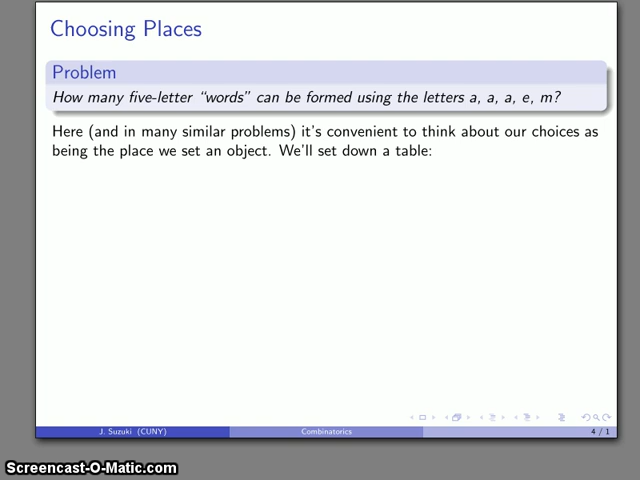 Choosing Places
Problem
How many five-letter “words” can be formed using the letters a, a, a, e, m?
Here (and in many similar problems) it's convenient to think about our choices as
being the place we set an object. We'll set down a table:
J. Suzuki (CUNY) Combinatorics 4 / 1
Screencast-O-Matic.com